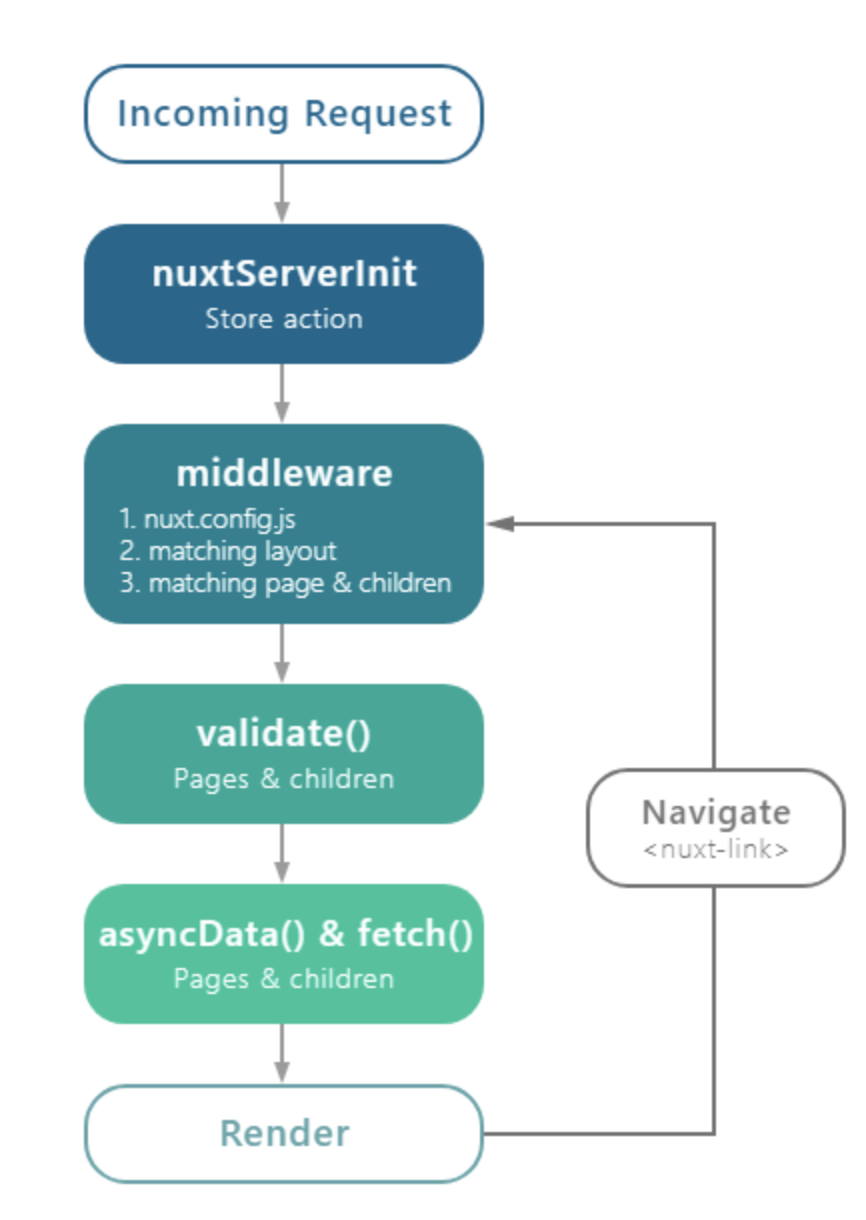 Incoming Request
nuxtServerInit
Store action
middleware
1. nuxt.config.js
2. matching layout
3. matching page & children
validate()
Pages & children
Navigate
<nuxt-link>
asyncData() & fetch()
Pages & children
Render